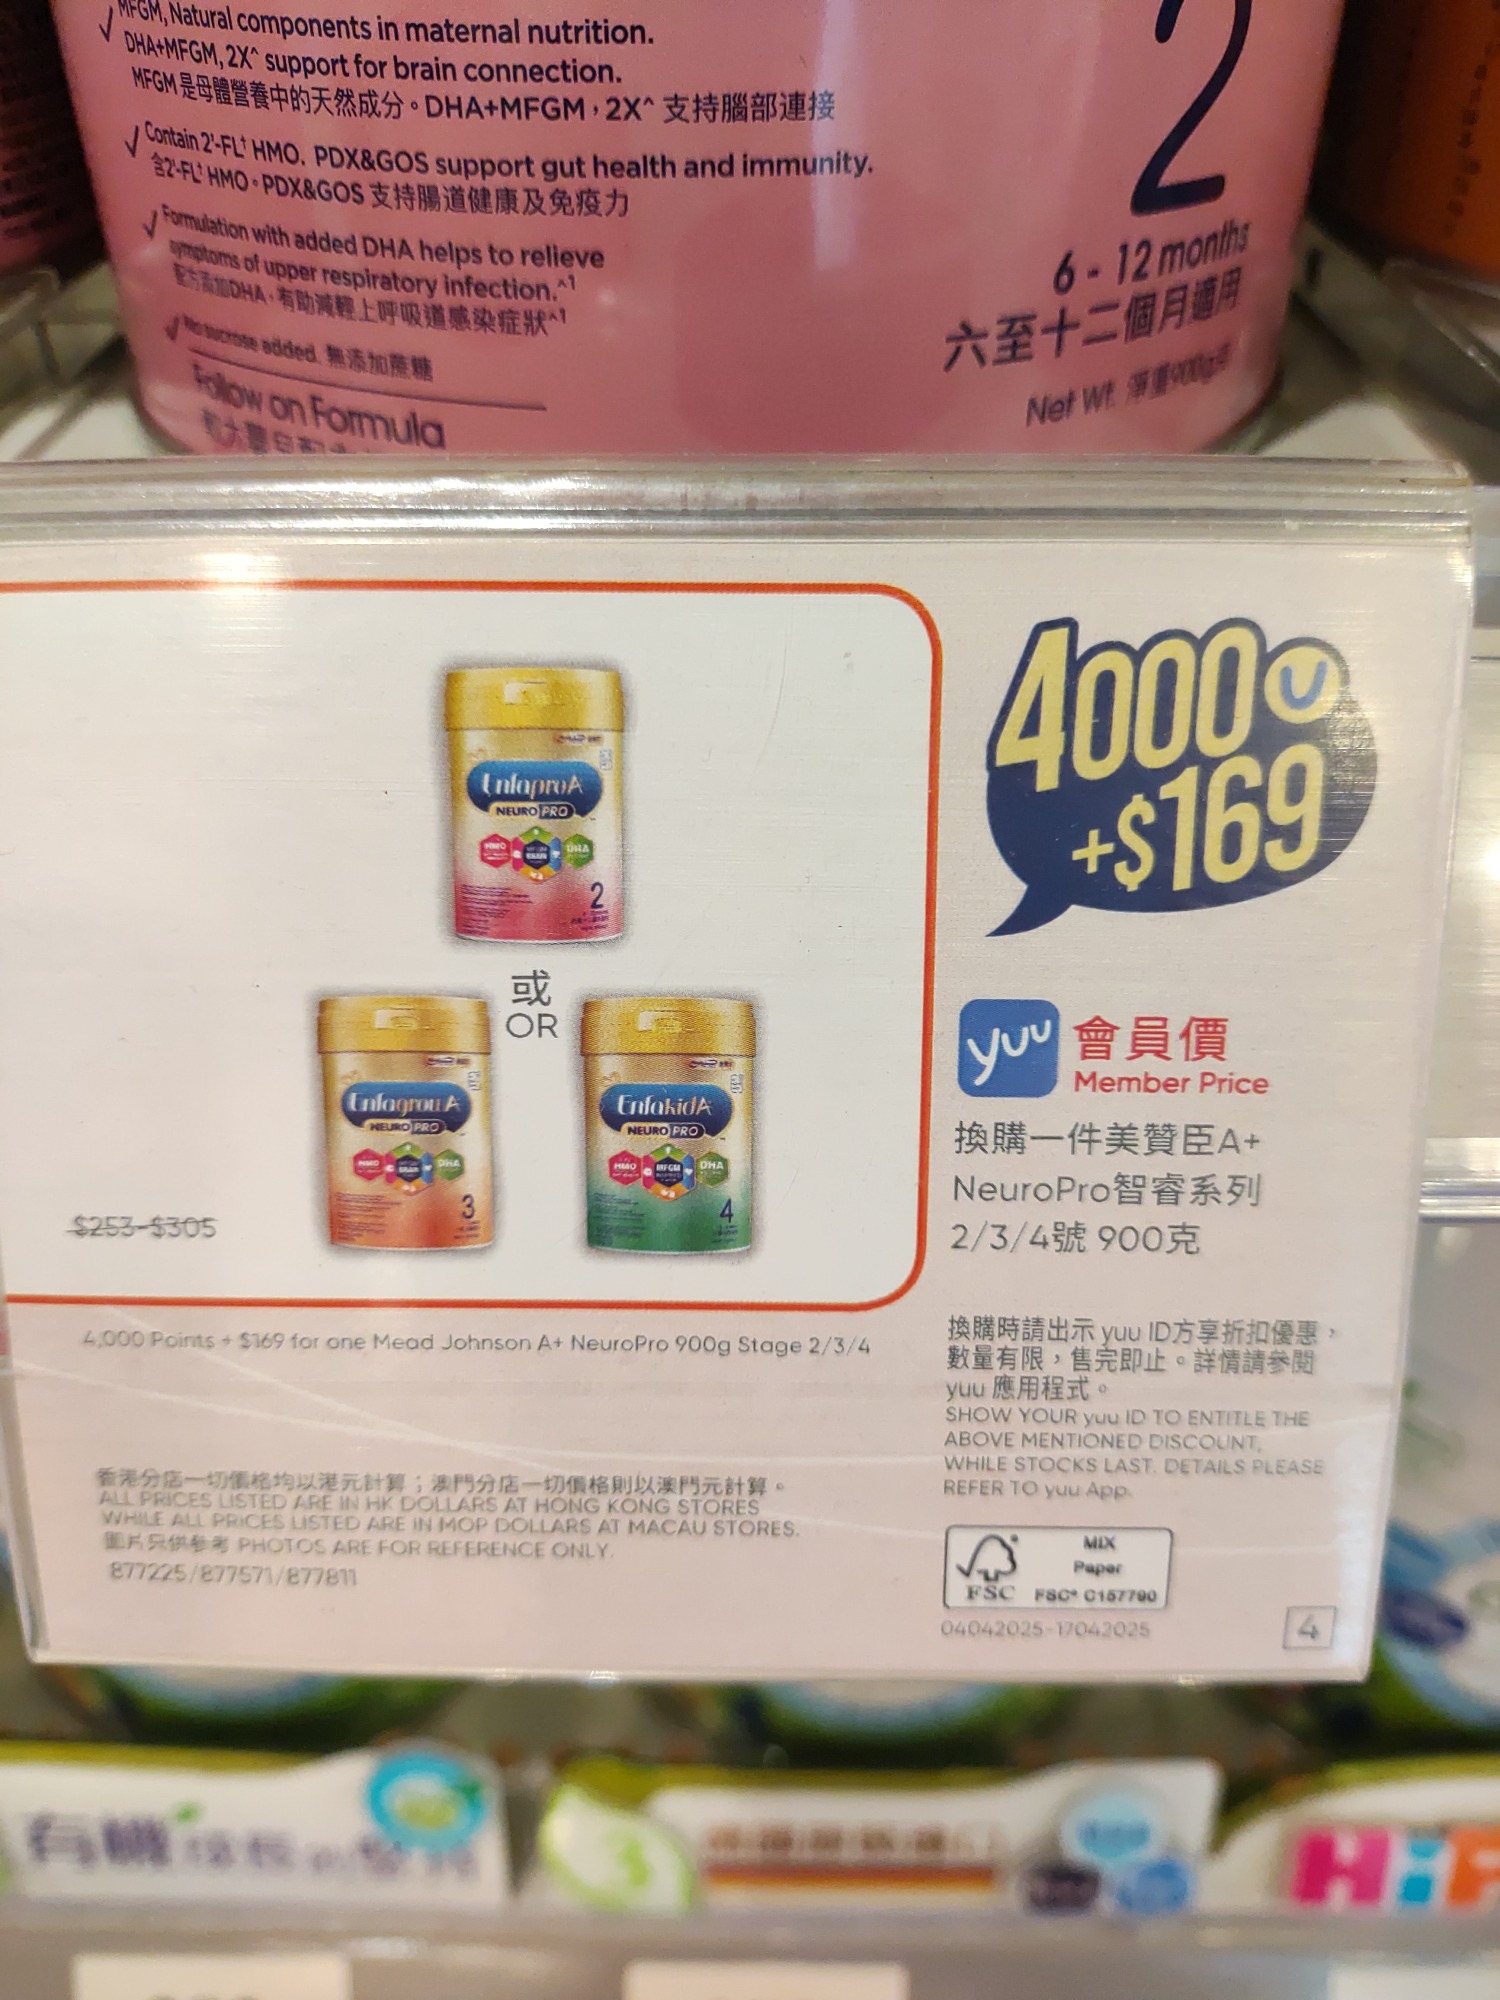 MFGM, Natural components in maternal nutrition.
DHA+MFGM, 2X^ support for brain connection.
MFGM是母體營養中的天然成分。DHA+MFGM，2X^ 支持腦部連接
Contain 2'-FL† HMO. PDX&GOS support gut health and immunity.
含2'-FL† HMO。PDX&GOS 支持腸道健康及免疫力
Formulation with added DHA helps to relieve
symptoms of upper respiratory infection.^1
配方添加DHA，有助減輕上呼吸道感染症狀^1
No sucrose added. 無添加蔗糖
Follow on Formula
2
6 - 12 months
六至十二個月適用
Net Wt. 淨重900g克
4000U
+$169
yuu 會員價
Member Price
換購一件美贊臣A+
NeuroPro智睿系列
2/3/4號 900克
EnfaproA
NEURO PRO
HMO
DHA
2
或
OR
EnfagrowA
NEURO PRO
HMO
DHA
3
EnfakidA
NEURO PRO
HMO
MFGM
DHA
4
$253-$305
4,000 Points + $169 for one Mead Johnson A+ NeuroPro 900g Stage 2/3/4
換購時請出示 yuu ID方享折扣優惠，
數量有限，售完即止。詳情請參閱
yuu 應用程式。
SHOW YOUR yuu ID TO ENTITLE THE
ABOVE MENTIONED DISCOUNT,
WHILE STOCKS LAST. DETAILS PLEASE
REFER TO yuu App.
香港分店一切價格均以港元計算；澳門分店一切價格則以澳門元計算。
ALL PRICES LISTED ARE IN HK DOLLARS AT HONG KONG STORES
WHILE ALL PRICES LISTED ARE IN MOP DOLLARS AT MACAU STORES.
圖片只供參考 PHOTOS ARE FOR REFERENCE ONLY.
877225/877571/877811
FSC
MIX
Paper
FSC® C157790
04042025-17042025
4
有機
3
HiP